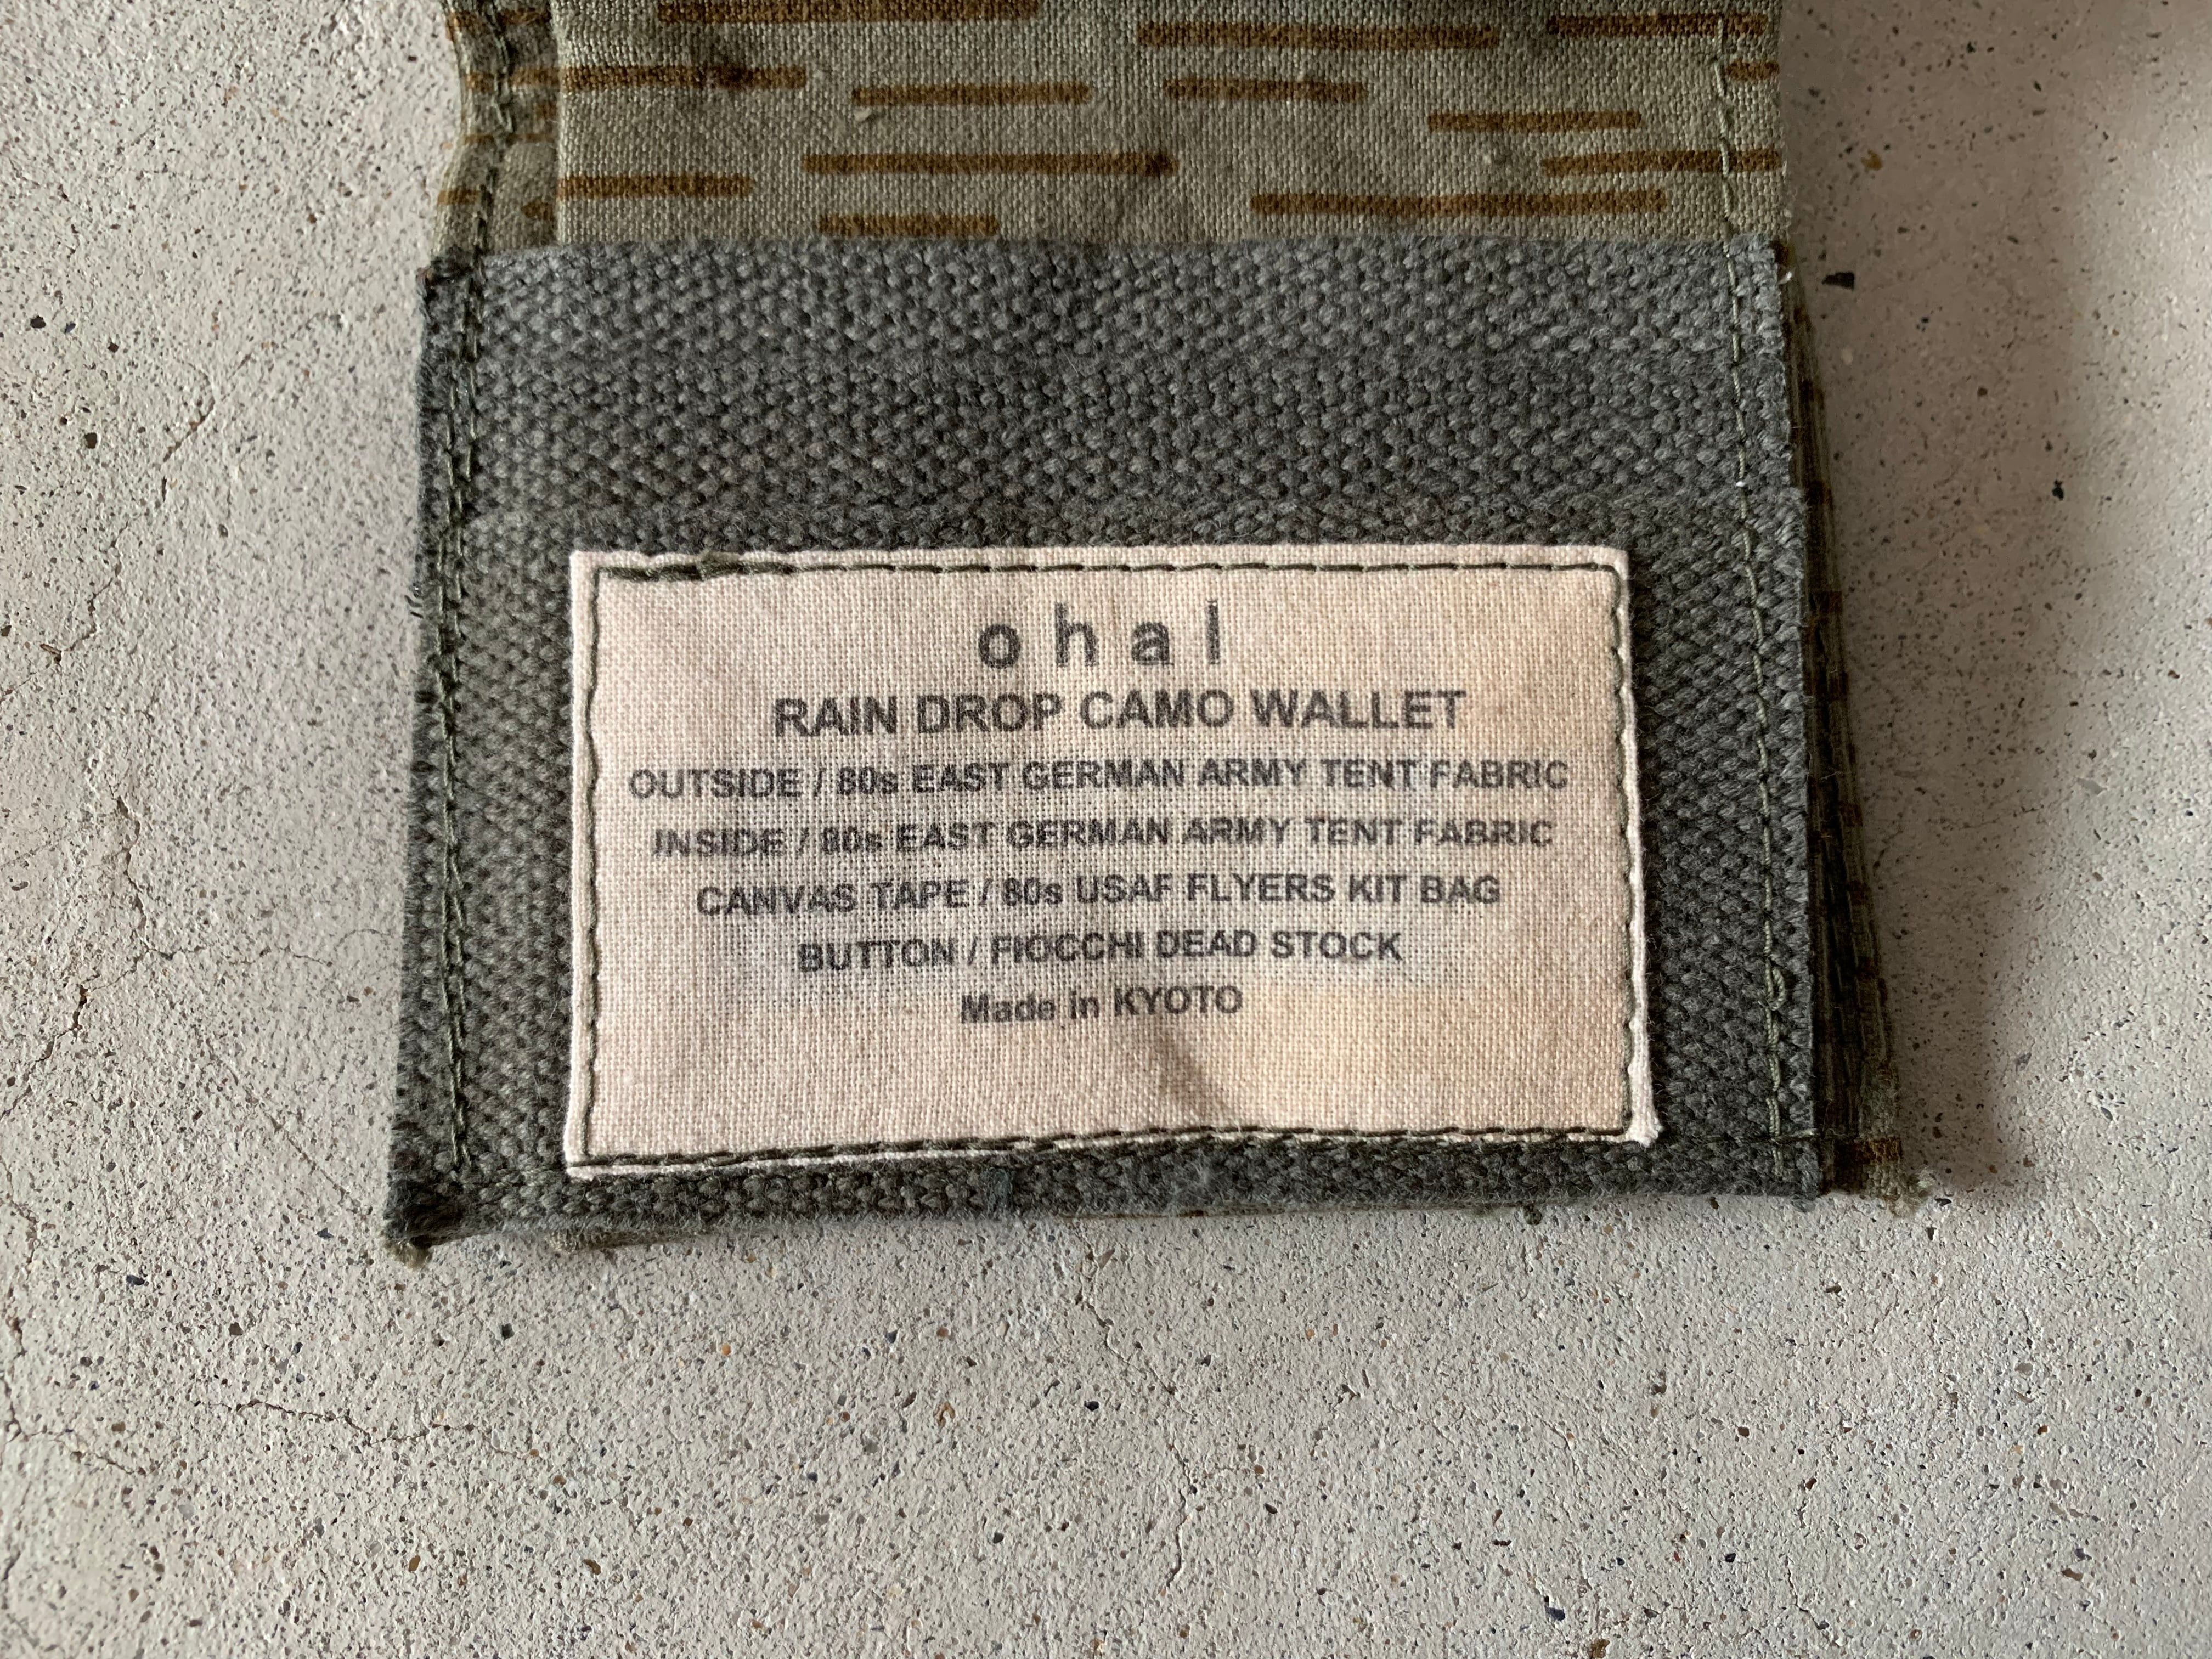 ohal
RAIN DROP CAMO WALLET
OUTSIDE / 80s EAST GERMAN ARMY TENT FABRIC
INSIDE / 80s EAST GERMAN ARMY TENT FABRIC
CANVAS TAPE / 80s USAF FLYERS KIT BAG
BUTTON / FIOCCHI DEAD STOCK
Made in KYOTO